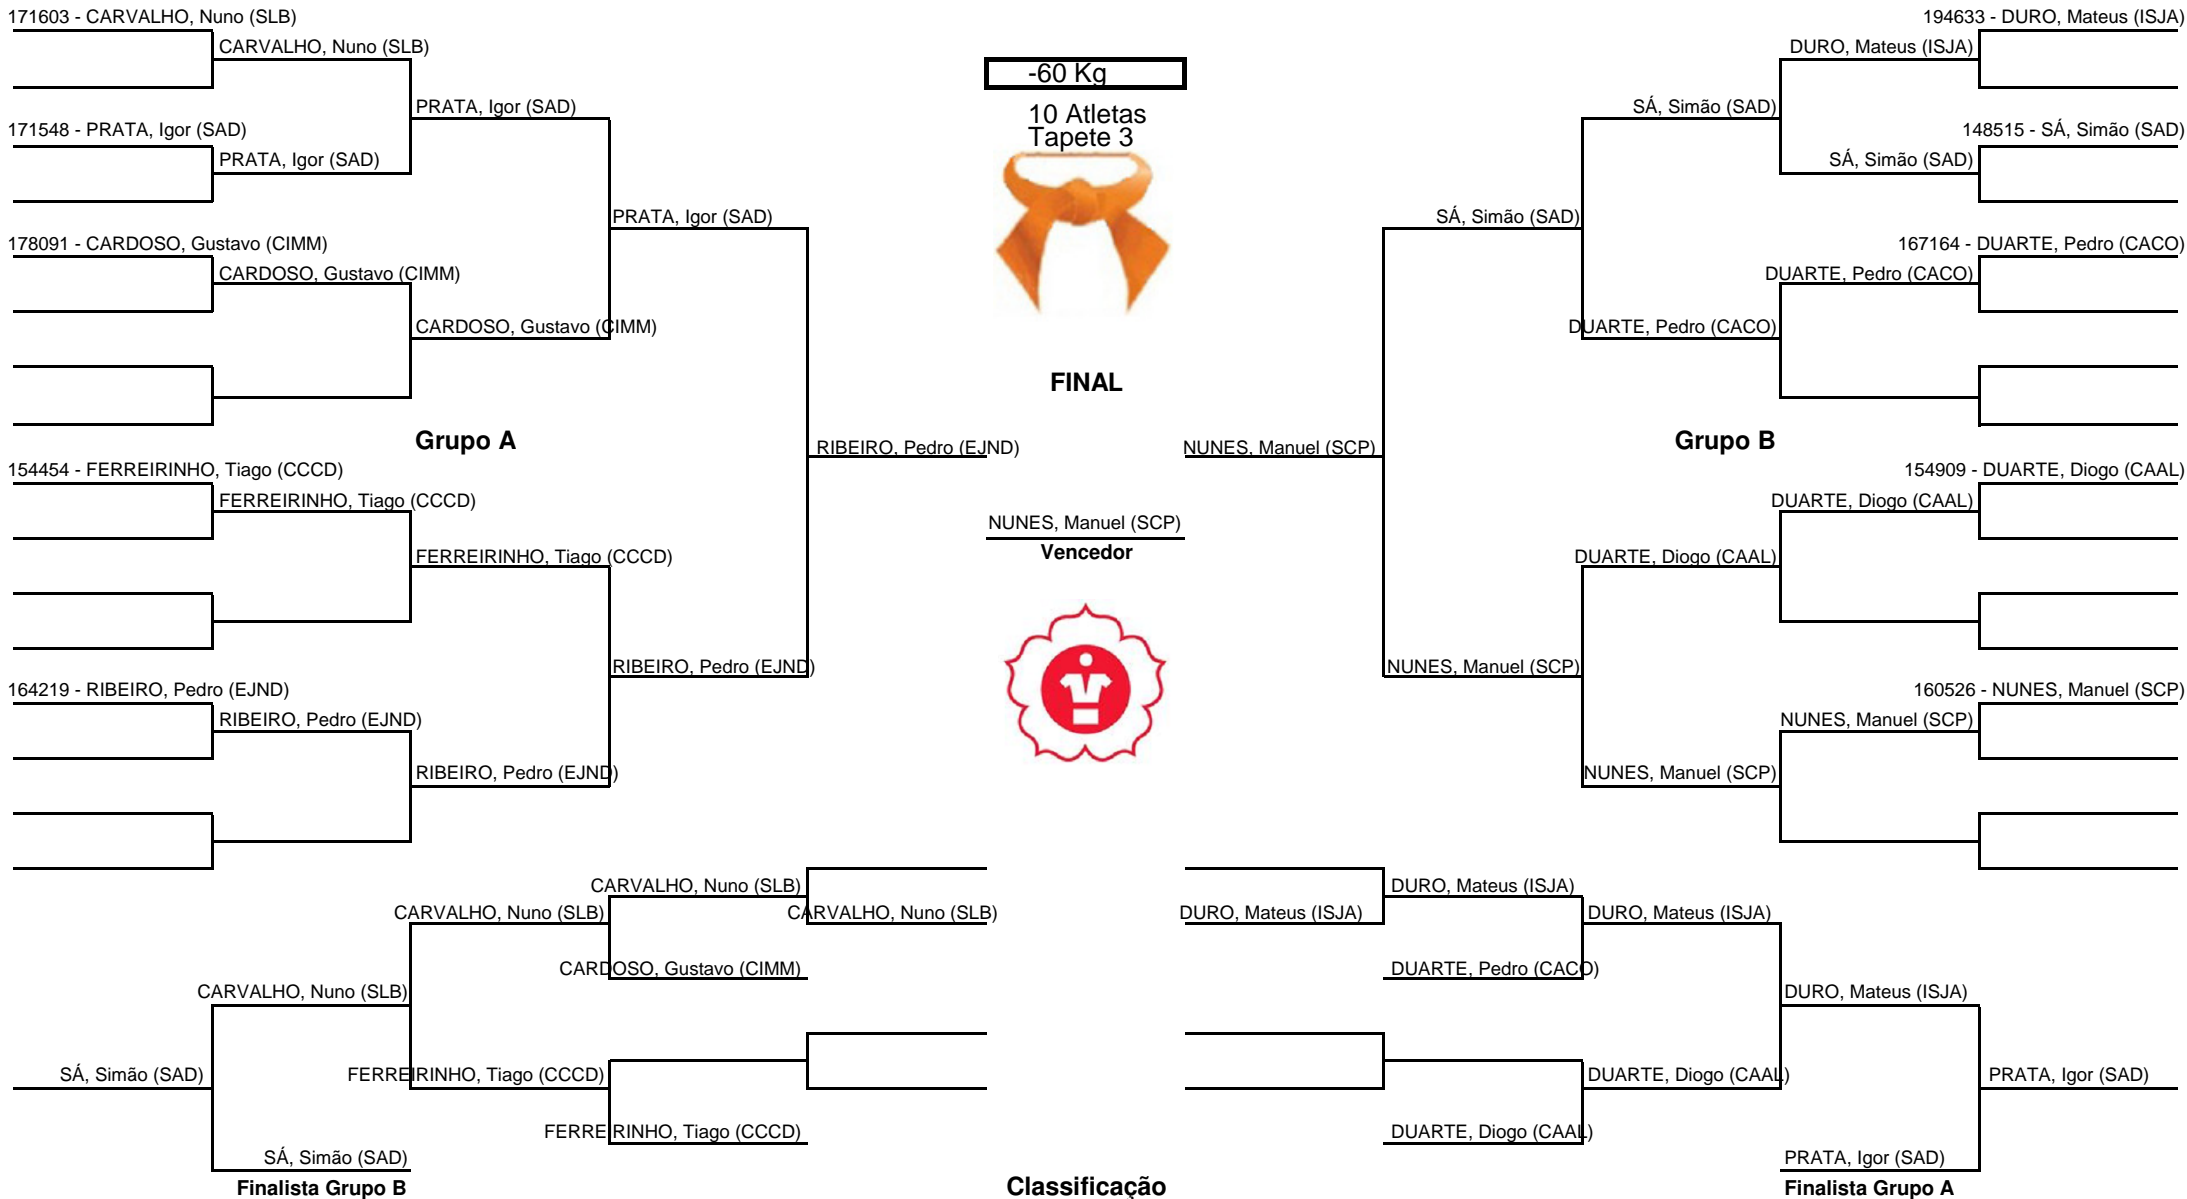 171603 - CARVALHO, Nuno (SLB)
CARVALHO, Nuno (SLB)
PRATA, Igor (SAD)
171548 - PRATA, Igor (SAD)
PRATA, Igor (SAD)
PRATA, Igor (SAD)
178091 - CARDOSO, Gustavo (CIMM)
CARDOSO, Gustavo (CIMM)
CARDOSO, Gustavo (CIMM)
Grupo A
RIBEIRO, Pedro (EJND)
154454 - FERREIRINHO, Tiago (CCCD)
FERREIRINHO, Tiago (CCCD)
FERREIRINHO, Tiago (CCCD)
RIBEIRO, Pedro (EJND)
164219 - RIBEIRO, Pedro (EJND)
RIBEIRO, Pedro (EJND)
RIBEIRO, Pedro (EJND)
-60 Kg
10 Atletas
Tapete 3
FINAL
NUNES, Manuel (SCP)
Vencedor
194633 - DURO, Mateus (ISJA)
DURO, Mateus (ISJA)
SÁ, Simão (SAD)
148515 - SÁ, Simão (SAD)
SÁ, Simão (SAD)
SÁ, Simão (SAD)
167164 - DUARTE, Pedro (CACO)
DUARTE, Pedro (CACO)
DUARTE, Pedro (CACO)
Grupo B
NUNES, Manuel (SCP)
154909 - DUARTE, Diogo (CAAL)
DUARTE, Diogo (CAAL)
DUARTE, Diogo (CAAL)
NUNES, Manuel (SCP)
160526 - NUNES, Manuel (SCP)
NUNES, Manuel (SCP)
NUNES, Manuel (SCP)
CARVALHO, Nuno (SLB)
CARVALHO, Nuno (SLB)
CARVALHO, Nuno (SLB)
CARDOSO, Gustavo (CIMM)
CARVALHO, Nuno (SLB)
SÁ, Simão (SAD)
FERREIRINHO, Tiago (CCCD)
FERREIRINHO, Tiago (CCCD)
SÁ, Simão (SAD)
Finalista Grupo B
DURO, Mateus (ISJA)
DURO, Mateus (ISJA)
DURO, Mateus (ISJA)
DUARTE, Pedro (CACO)
DURO, Mateus (ISJA)
DUARTE, Diogo (CAAL)
PRATA, Igor (SAD)
DUARTE, Diogo (CAAL)
PRATA, Igor (SAD)
Finalista Grupo A
Classificação